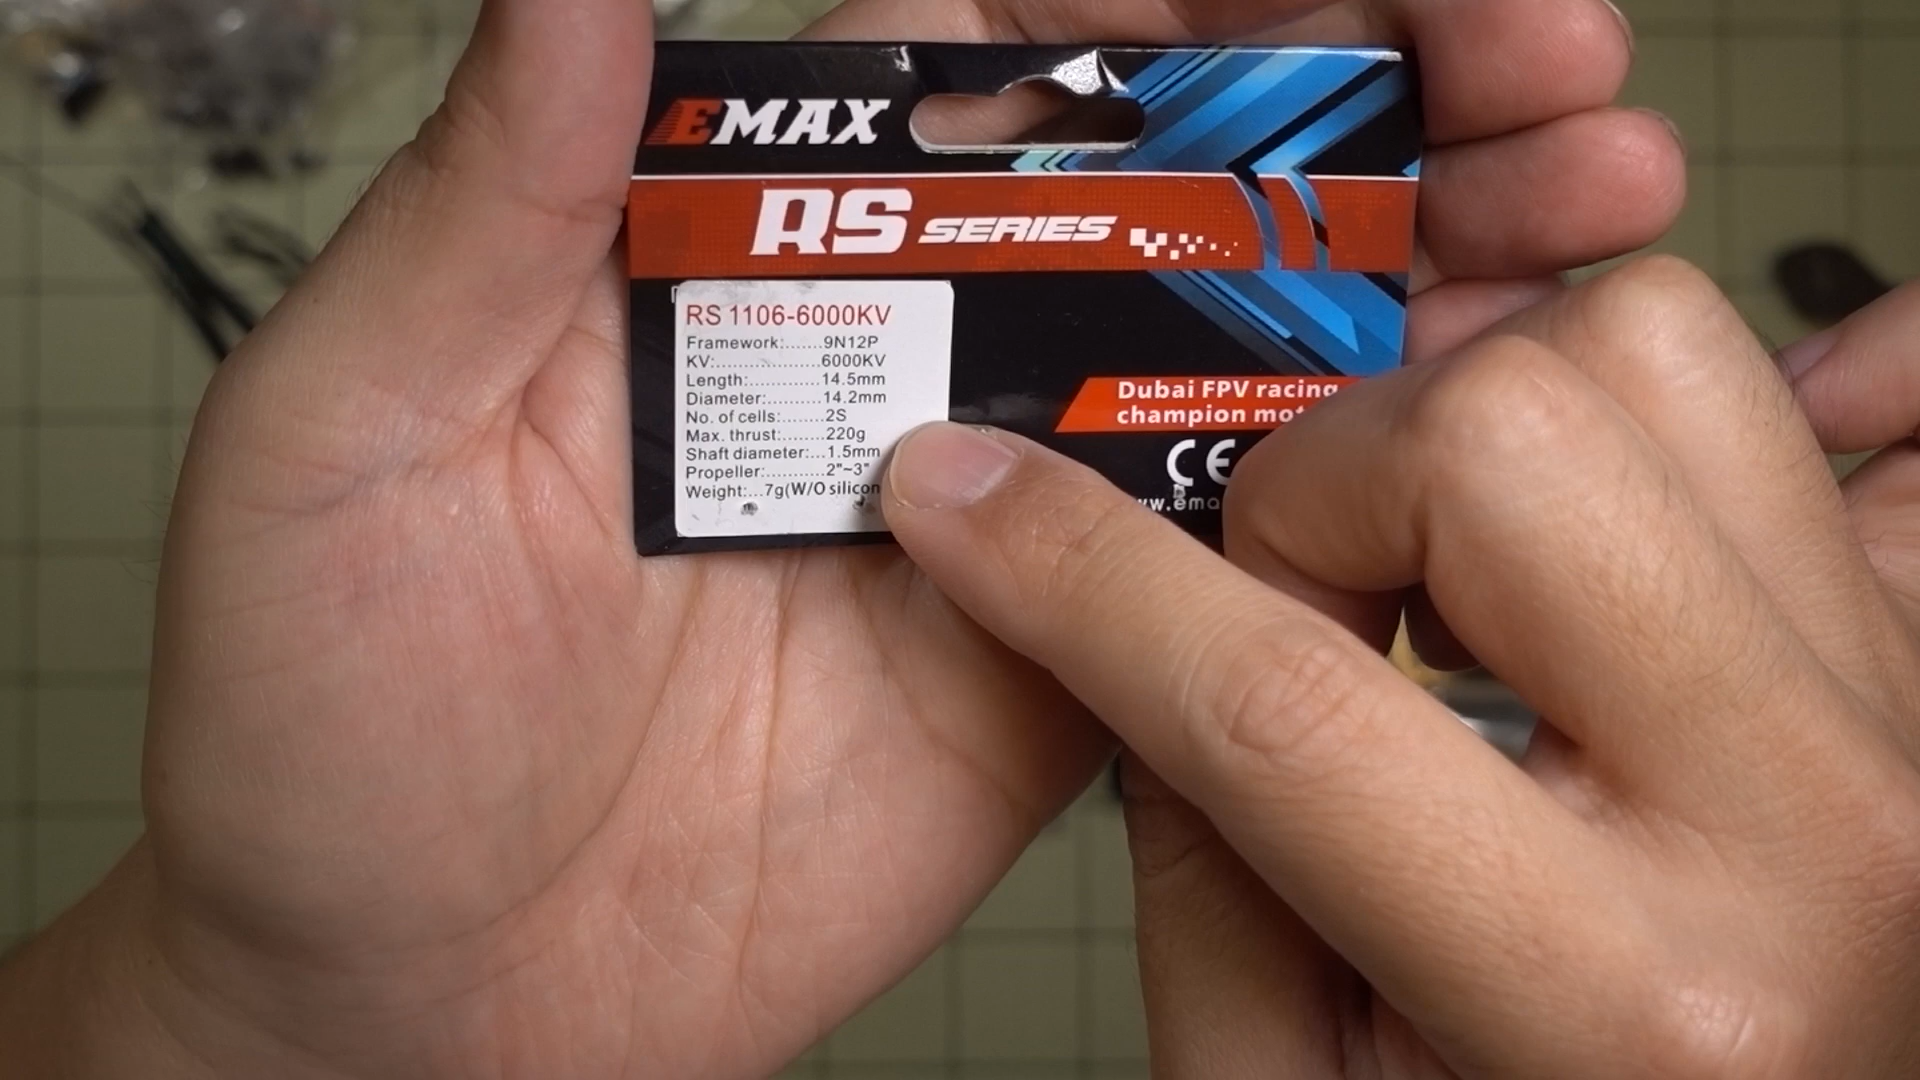 EMAX
RS SERIES
RS 1106-6000KV
Framework:.......9N12P
KV:.................6000KV
Length:............14.5mm
Diameter:.........14.2mm
No. of cells:.......2S
Max. thrust:.......220g
Shaft diameter:...1.5mm
Propeller:..........2"~3"
Weight:...7g(W/O silicon
Dubai FPV racing
champion
CE